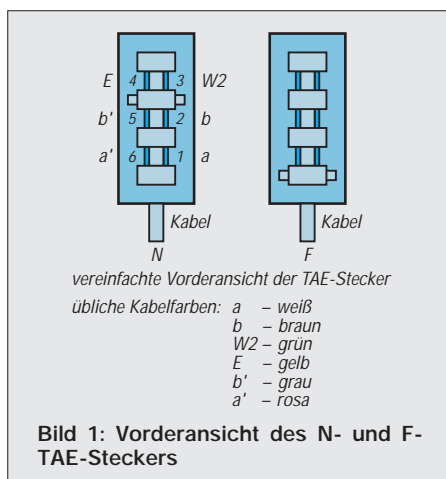 E 4 3 W2
b' 5 2 b
a' 6 1 a
Kabel Kabel
N F
vereinfachte Vorderansicht der TAE-Stecker
übliche Kabelfarben: a – weiß
b – braun
W2 – grün
E – gelb
b' – grau
a' – rosa
Bild 1: Vorderansicht des N- und F-
TAE-Steckers